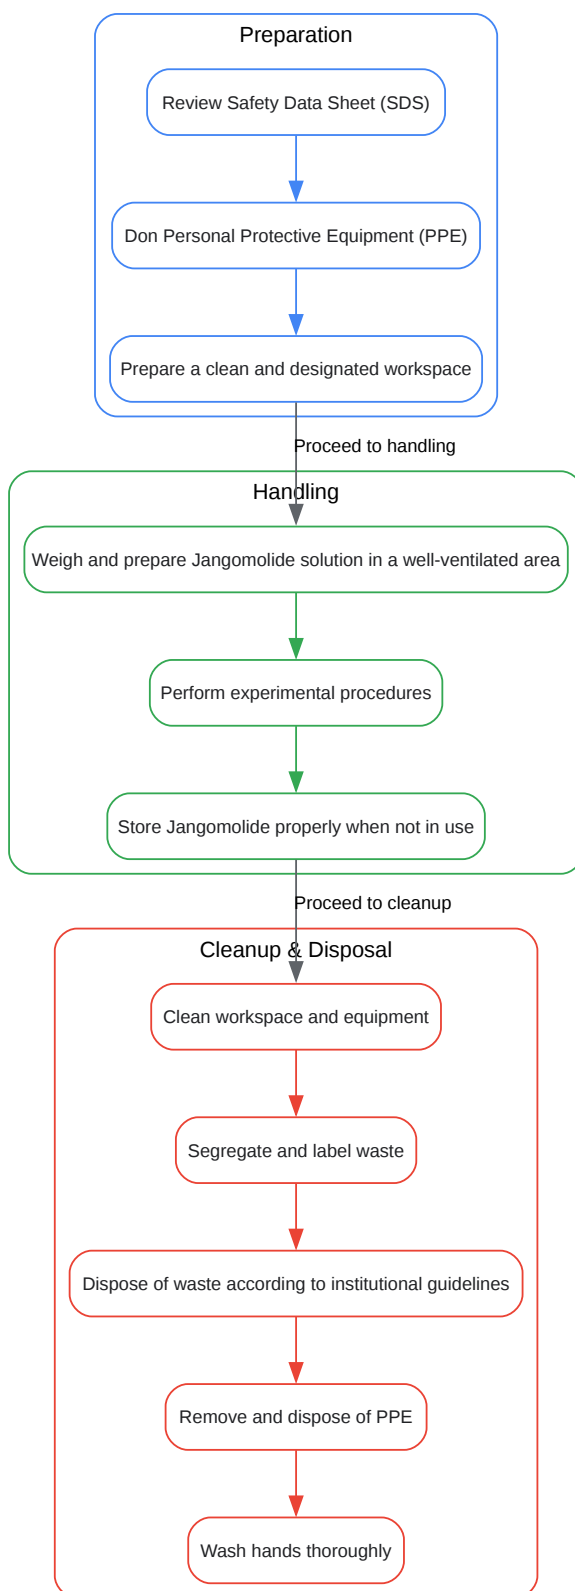 Preparation
Review Safety Data Sheet (SDS)
Don Personal Protective Equipment (PPE)
Prepare a clean and designated workspace
Proceed to handling
Handling
Weigh and prepare Jangomolide solution in a well-ventilated area
Perform experimental procedures
Store Jangomolide properly when not in use
Proceed to cleanup
Cleanup & Disposal
Clean workspace and equipment
Segregate and label waste
Dispose of waste according to institutional guidelines
Remove and dispose of PPE
Wash hands thoroughly